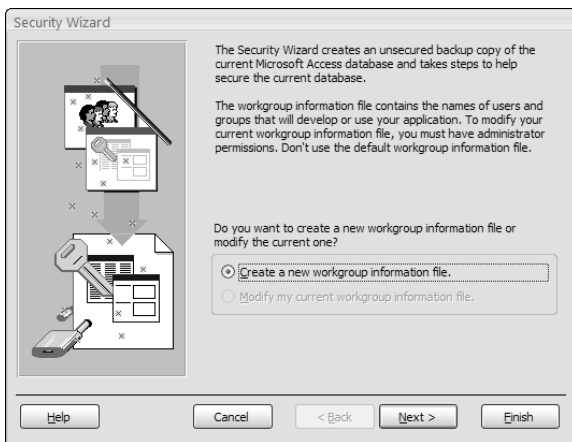 Security Wizard
The Security Wizard creates an unsecured backup copy of the
current Microsoft Access database and takes steps to help
secure the current database.
The workgroup information file contains the names of users and
groups that will develop or use your application. To modify your
current workgroup information file, you must have administrator
permissions. Don't use the default workgroup information file.
Do you want to create a new workgroup information file or
modify the current one?
Create a new workgroup information file.
Modify my current workgroup information file.
Help
Cancel
< Back
Next >
Finish